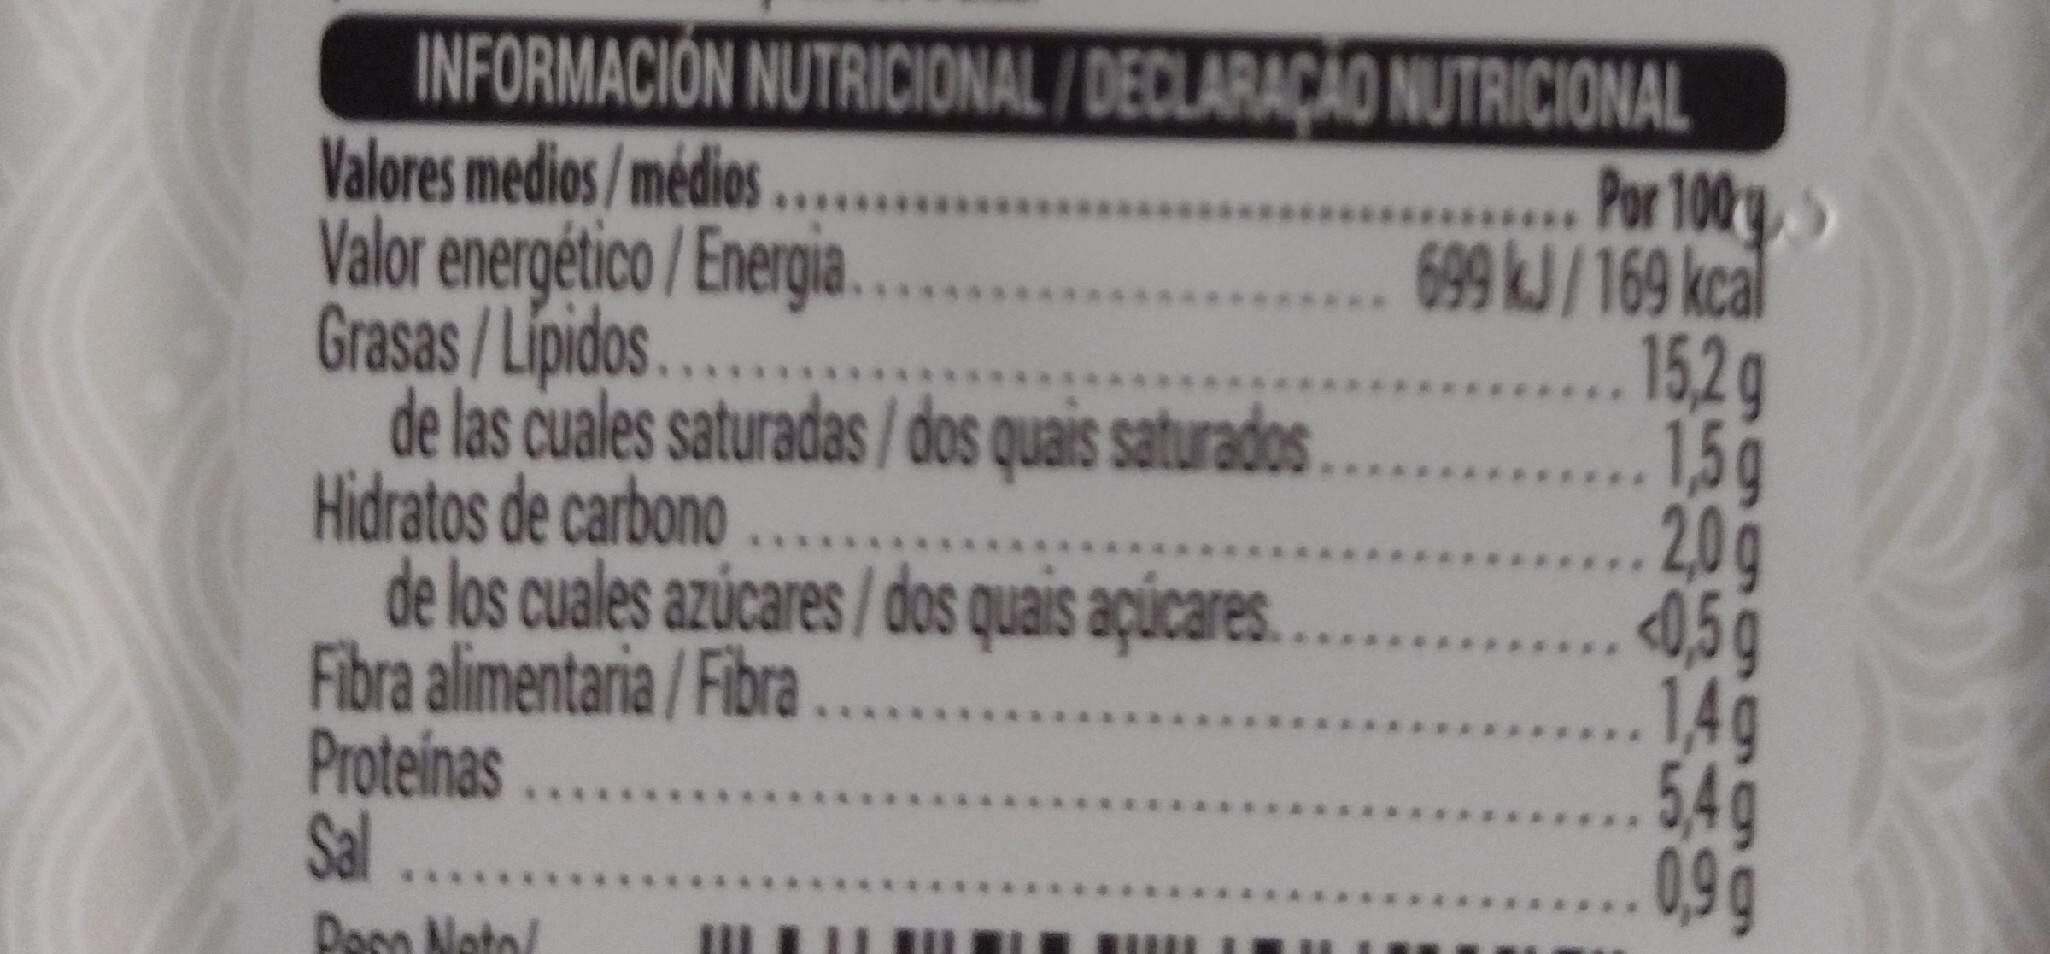 INFORMACIÓN NUTRICIONAL / DECLARAÇÃO NUTRICIONAL
Valores medios / médios ........................................ Por 100 g
Valor energético / Energia....................... 699 kJ / 169 kcal
Grasas / Lípidos........................................ 15,2 g
de las cuales saturadas / dos quais saturados.............. 1,5 g
Hidratos de carbono ..................................... 2,0 g
de los cuales azúcares / dos quais açúcares............... <0,5 g
Fibra alimentaria / Fibra ................................... 1,4 g
Proteínas ............................................... 5,4 g
Sal .................................................... 0,9 g
Peso Neto/